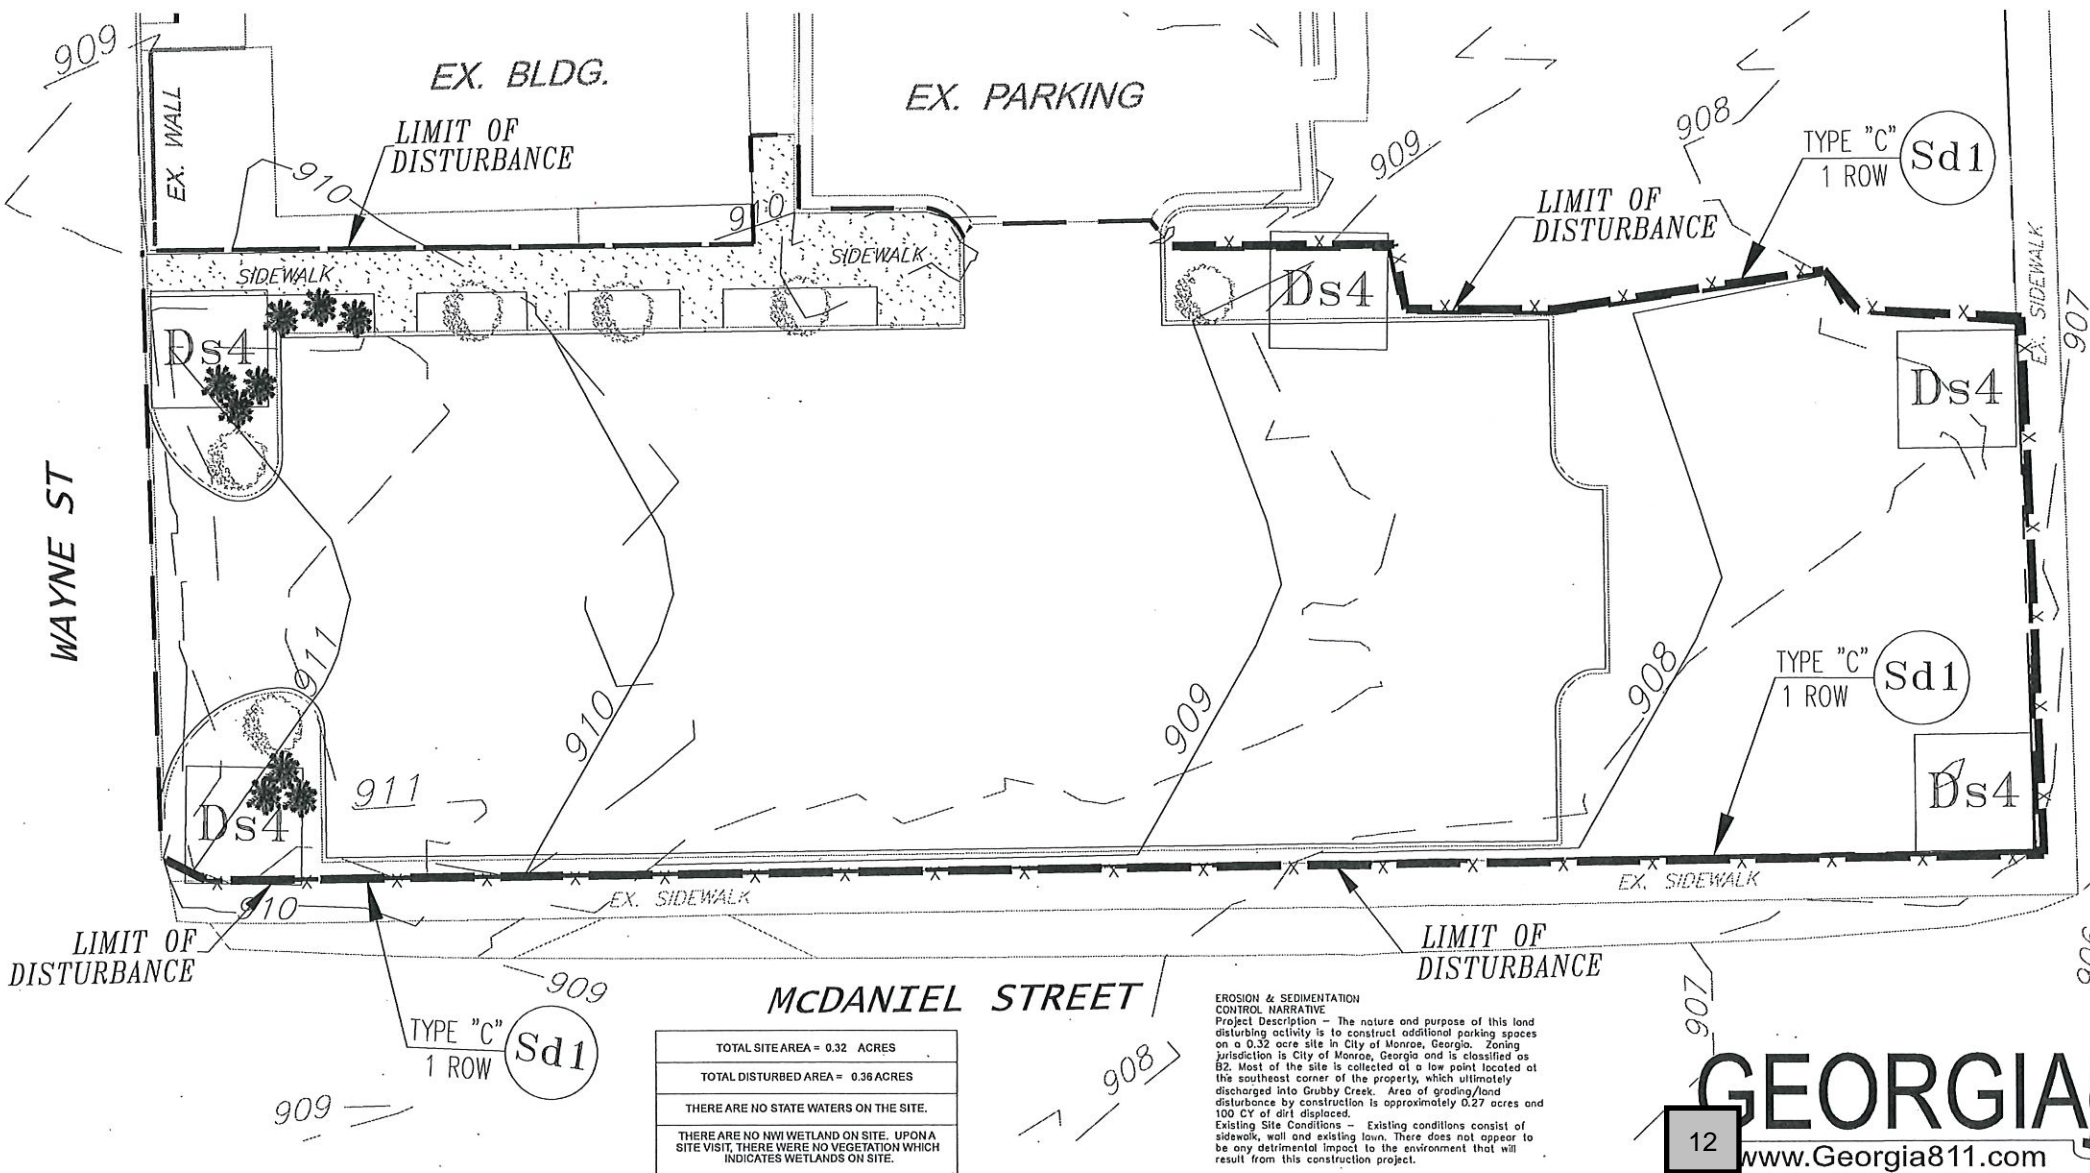 909
EX. WALL
EX. BLDG.
EX. PARKING
LIMIT OF
DISTURBANCE
910
910
909
908
TYPE "C"
1 ROW
Sd1
LIMIT OF
DISTURBANCE
SIDEWALK
SIDEWALK
EX. SIDEWALK
907
Ds4
Ds4
Ds4
WAYNE ST
911
910
909
908
TYPE "C"
1 ROW
Sd1
911
Ds4
Ds4
910
EX. SIDEWALK
EX. SIDEWALK
LIMIT OF
DISTURBANCE
LIMIT OF
DISTURBANCE
909
McDANIEL STREET
907
TYPE "C"
1 ROW
Sd1
909
908
TOTAL SITE AREA = 0.32 ACRES
TOTAL DISTURBED AREA = 0.36 ACRES
THERE ARE NO STATE WATERS ON THE SITE.
THERE ARE NO NWI WETLAND ON SITE. UPON A
SITE VISIT, THERE WERE NO VEGETATION WHICH
INDICATES WETLANDS ON SITE.
EROSION & SEDIMENTATION
CONTROL NARRATIVE
Project Description – The nature and purpose of this land
disturbing activity is to construct additional parking spaces
on a 0.32 acre site in City of Monroe, Georgia. Zoning
jurisdiction is City of Monroe, Georgia and is classified as
B2. Most of the site is collected at a low point located at
the southeast corner of the property, which ultimately
discharged into Grubby Creek. Area of grading/land
disturbance by construction is approximately 0.27 acres and
100 CY of dirt displaced.
Existing Site Conditions – Existing conditions consist of
sidewalk, wall and existing lawn. There does not appear to
be any detrimental impact to the environment that will
result from this construction project.
GEORGIA
12
www.Georgia811.com